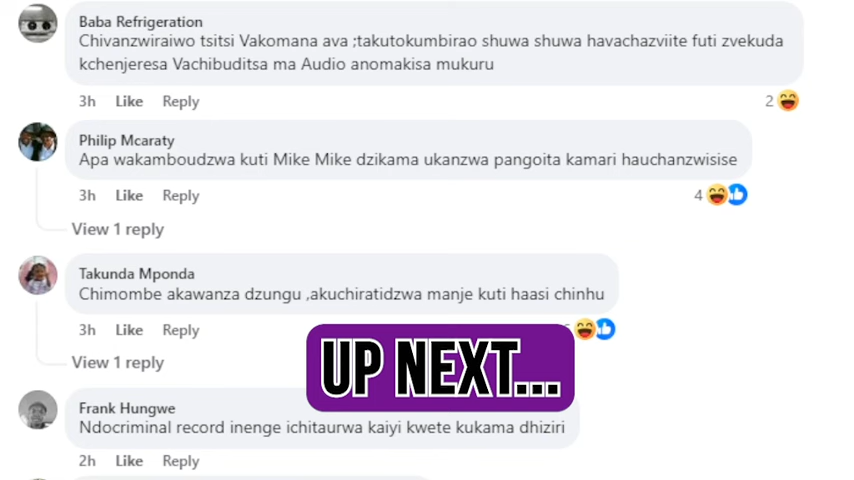 Baba Refrigeration
Chivanzwiraiwo tsitsi Vakomana ava ;takutokumbirao shuwa shuwa havachazviite futi zvekuda
kchenjeresa Vachibuditsa ma Audio anomakisa mukuru
3h Like Reply 2
Philip Mcaraty
Apa wakamboudzwa kuti Mike Mike dzikama ukanzwa pangoita kamari hauchanzwisise
3h Like Reply 4
View 1 reply
Takunda Mponda
Chimombe akawanza dzungu ,akuchiratidzwa manje kuti haasi chinhu
3h Like Reply
View 1 reply
UP NEXT...
Frank Hungwe
Ndocriminal record inenge ichitaurwa kaiyi kwete kukama dhiziri
2h Like Reply